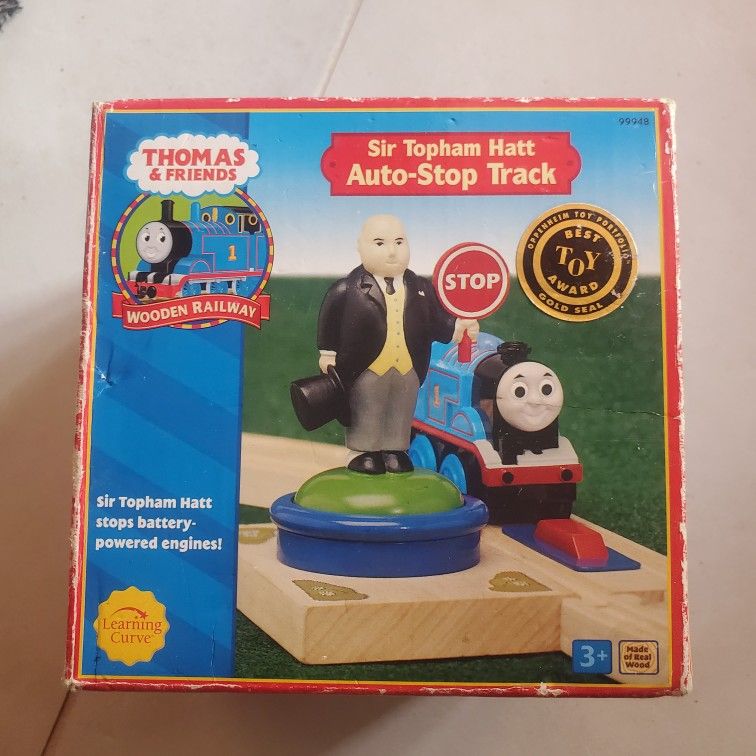 99948
THOMAS
& FRIENDS
1
WOODEN RAILWAY
Sir Topham Hatt
Auto-Stop Track
OPPENHEIM TOY PORTFOLIO
BEST
TOY
AWARD
GOLD SEAL
STOP
Sir Topham Hatt
stops battery-
powered engines!
Learning
Curve
3+
Made
of Real
Wood